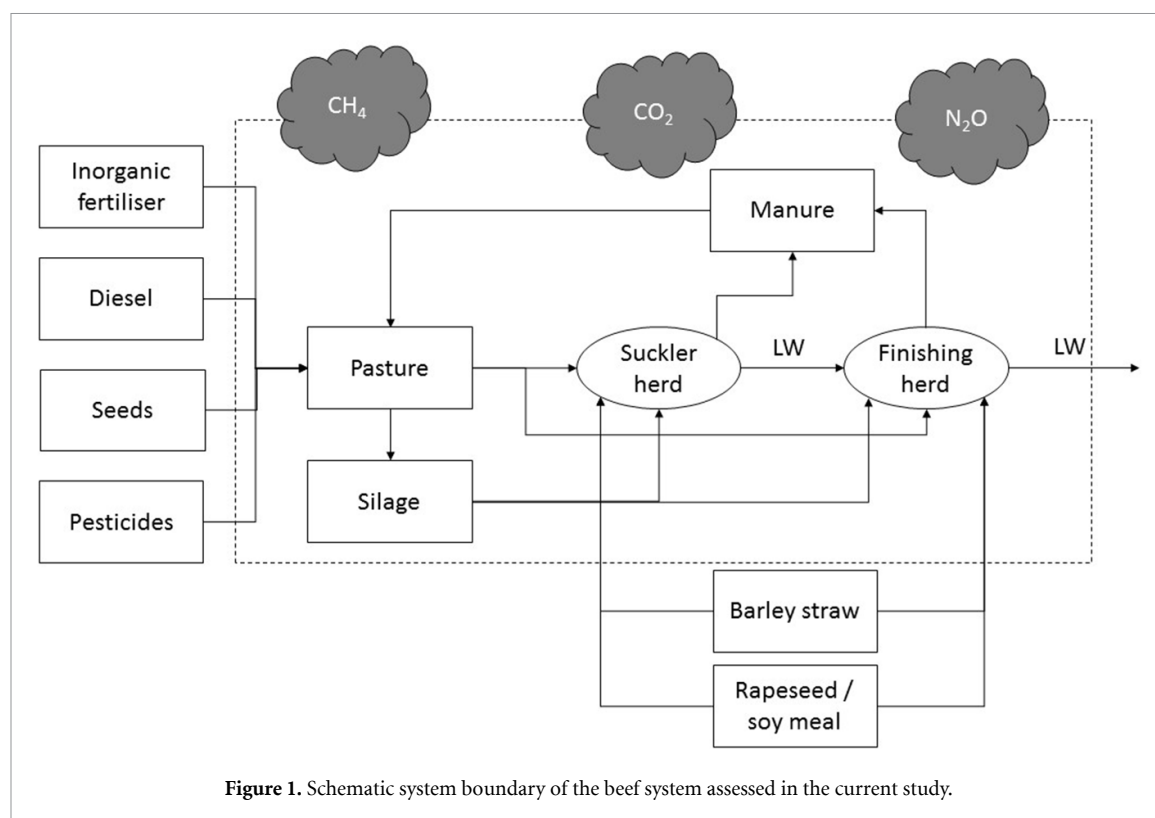 CH4
CO2
N2O
Inorganic
fertiliser
Manure
Diesel
Pasture
Suckler
herd
LW
Finishing
herd
LW
Seeds
Silage
Pesticides
Barley straw
Rapeseed /
soy meal
Figure 1. Schematic system boundary of the beef system assessed in the current study.